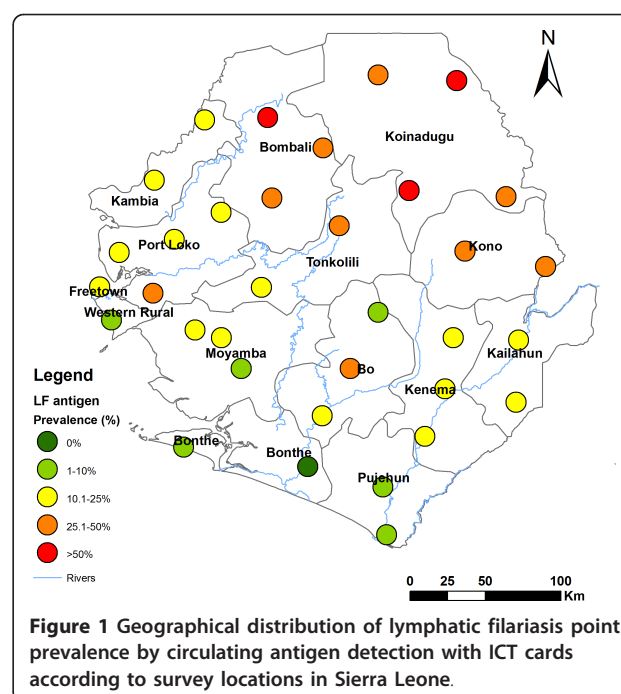 N
Koinadugu
Bombali
Kambia
Port Loko
Kono
Tonkolili
Freetown
Western Rural
Moyamba
Bo
Kailahun
Kenema
Bonthe
Bonthe
Pujehun
Legend
LF antigen
Prevalence (%)
0%
1-10%
10.1-25%
25.1-50%
>50%
Rivers
0 25 50 100
Km
Figure 1 Geographical distribution of lymphatic filariasis point
prevalence by circulating antigen detection with ICT cards
according to survey locations in Sierra Leone.